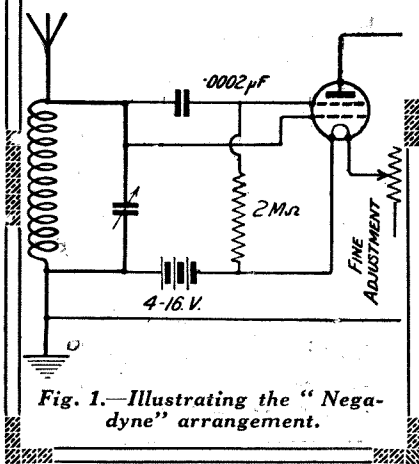 .0002µF
2MΩ
FINE
ADJUSTMENT
4-16. V.
Fig. 1.—Illustrating the “ Nega-
dyne” arrangement.